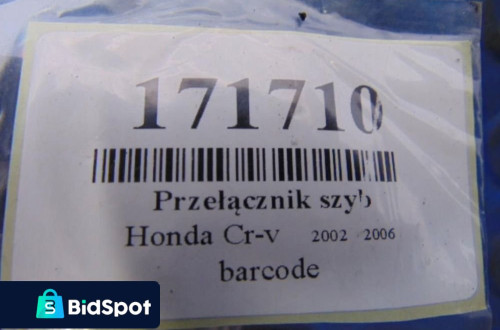 171710
Przełącznik szyb
Honda Cr-v 2002 2006
barcode
BidSpot